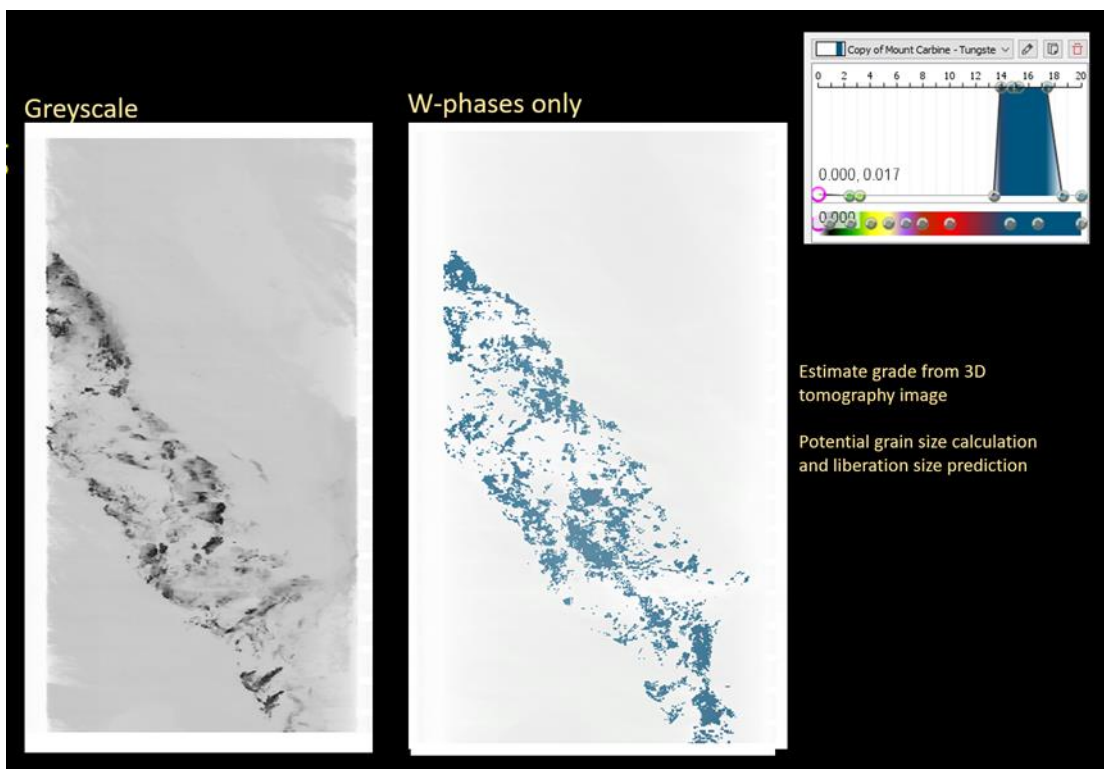 Greyscale
W-phases only
Copy of Mount Carbine - Tungste
0 2 4 6 8 10 12 14 16 18 20
0.000, 0.017
0.000
Estimate grade from 3D
tomography image
Potential grain size calculation
and liberation size prediction